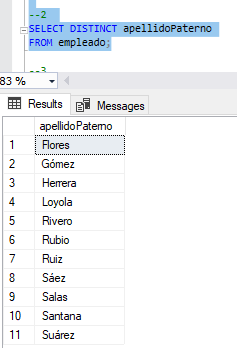 --2
SELECT DISTINCT apellidoPaterno
FROM empleado;
--3
83 %
Results
Messages
apellidoPaterno
1 Flores
2 Gómez
3 Herrera
4 Loyola
5 Rivero
6 Rubio
7 Ruiz
8 Sáez
9 Salas
10 Santana
11 Suárez